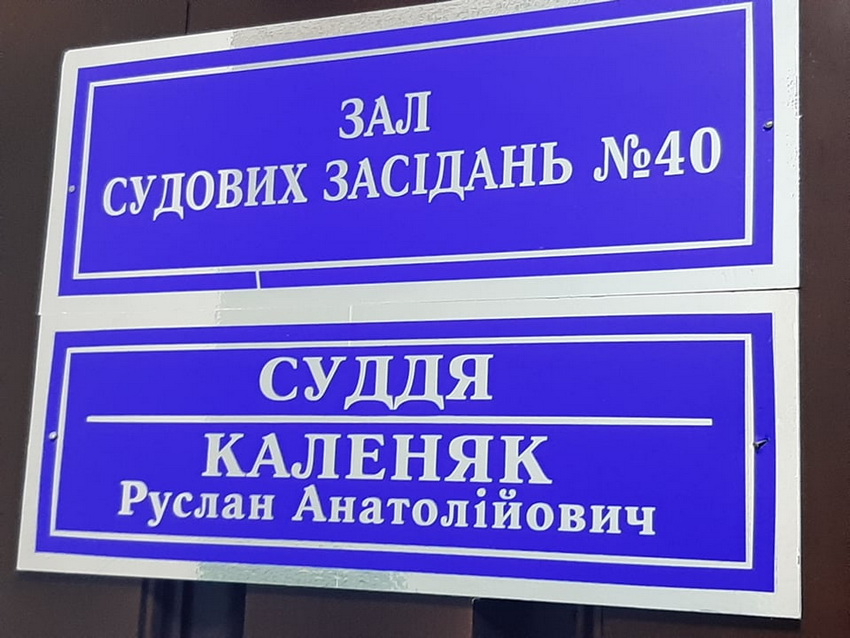 ЗАЛ
СУДОВИХ ЗАСІДАНЬ №40
СУДДЯ
КАЛЕНЯК
Руслан Анатолійович